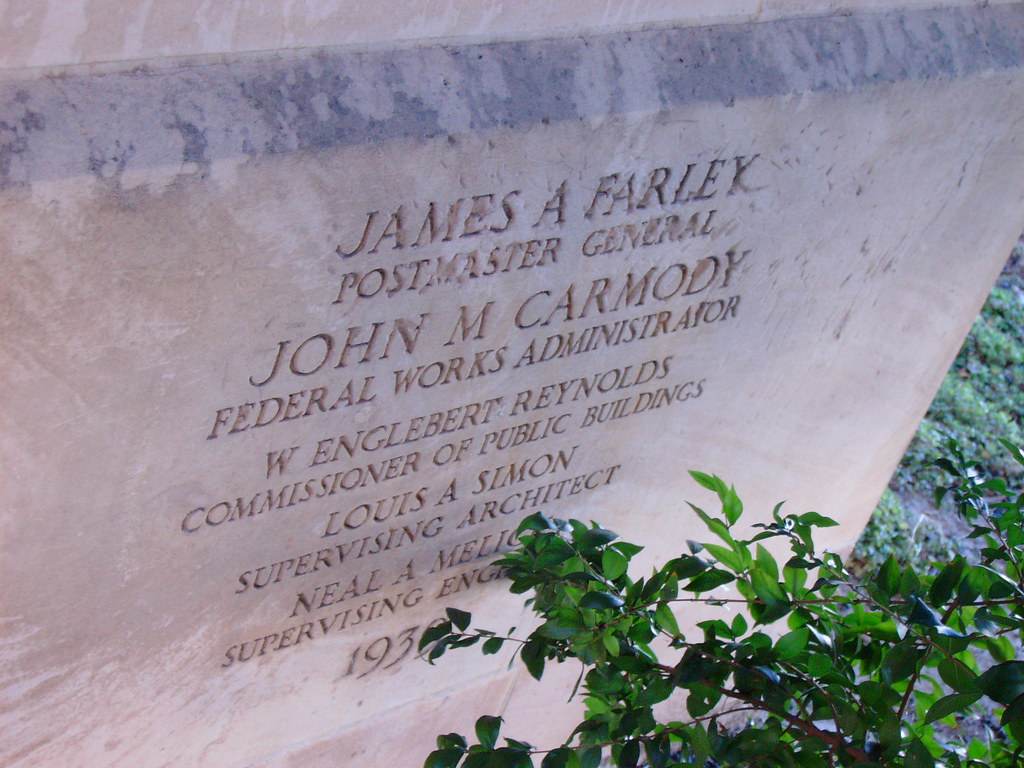 JAMES A FARLEY
POSTMASTER GENERAL
JOHN M CARMODY
FEDERAL WORKS ADMINISTRATOR
W ENGLEBERT REYNOLDS
COMMISSIONER OF PUBLIC BUILDINGS
LOUIS A SIMON
SUPERVISING ARCHITECT
NEAL A
SUPERVISING